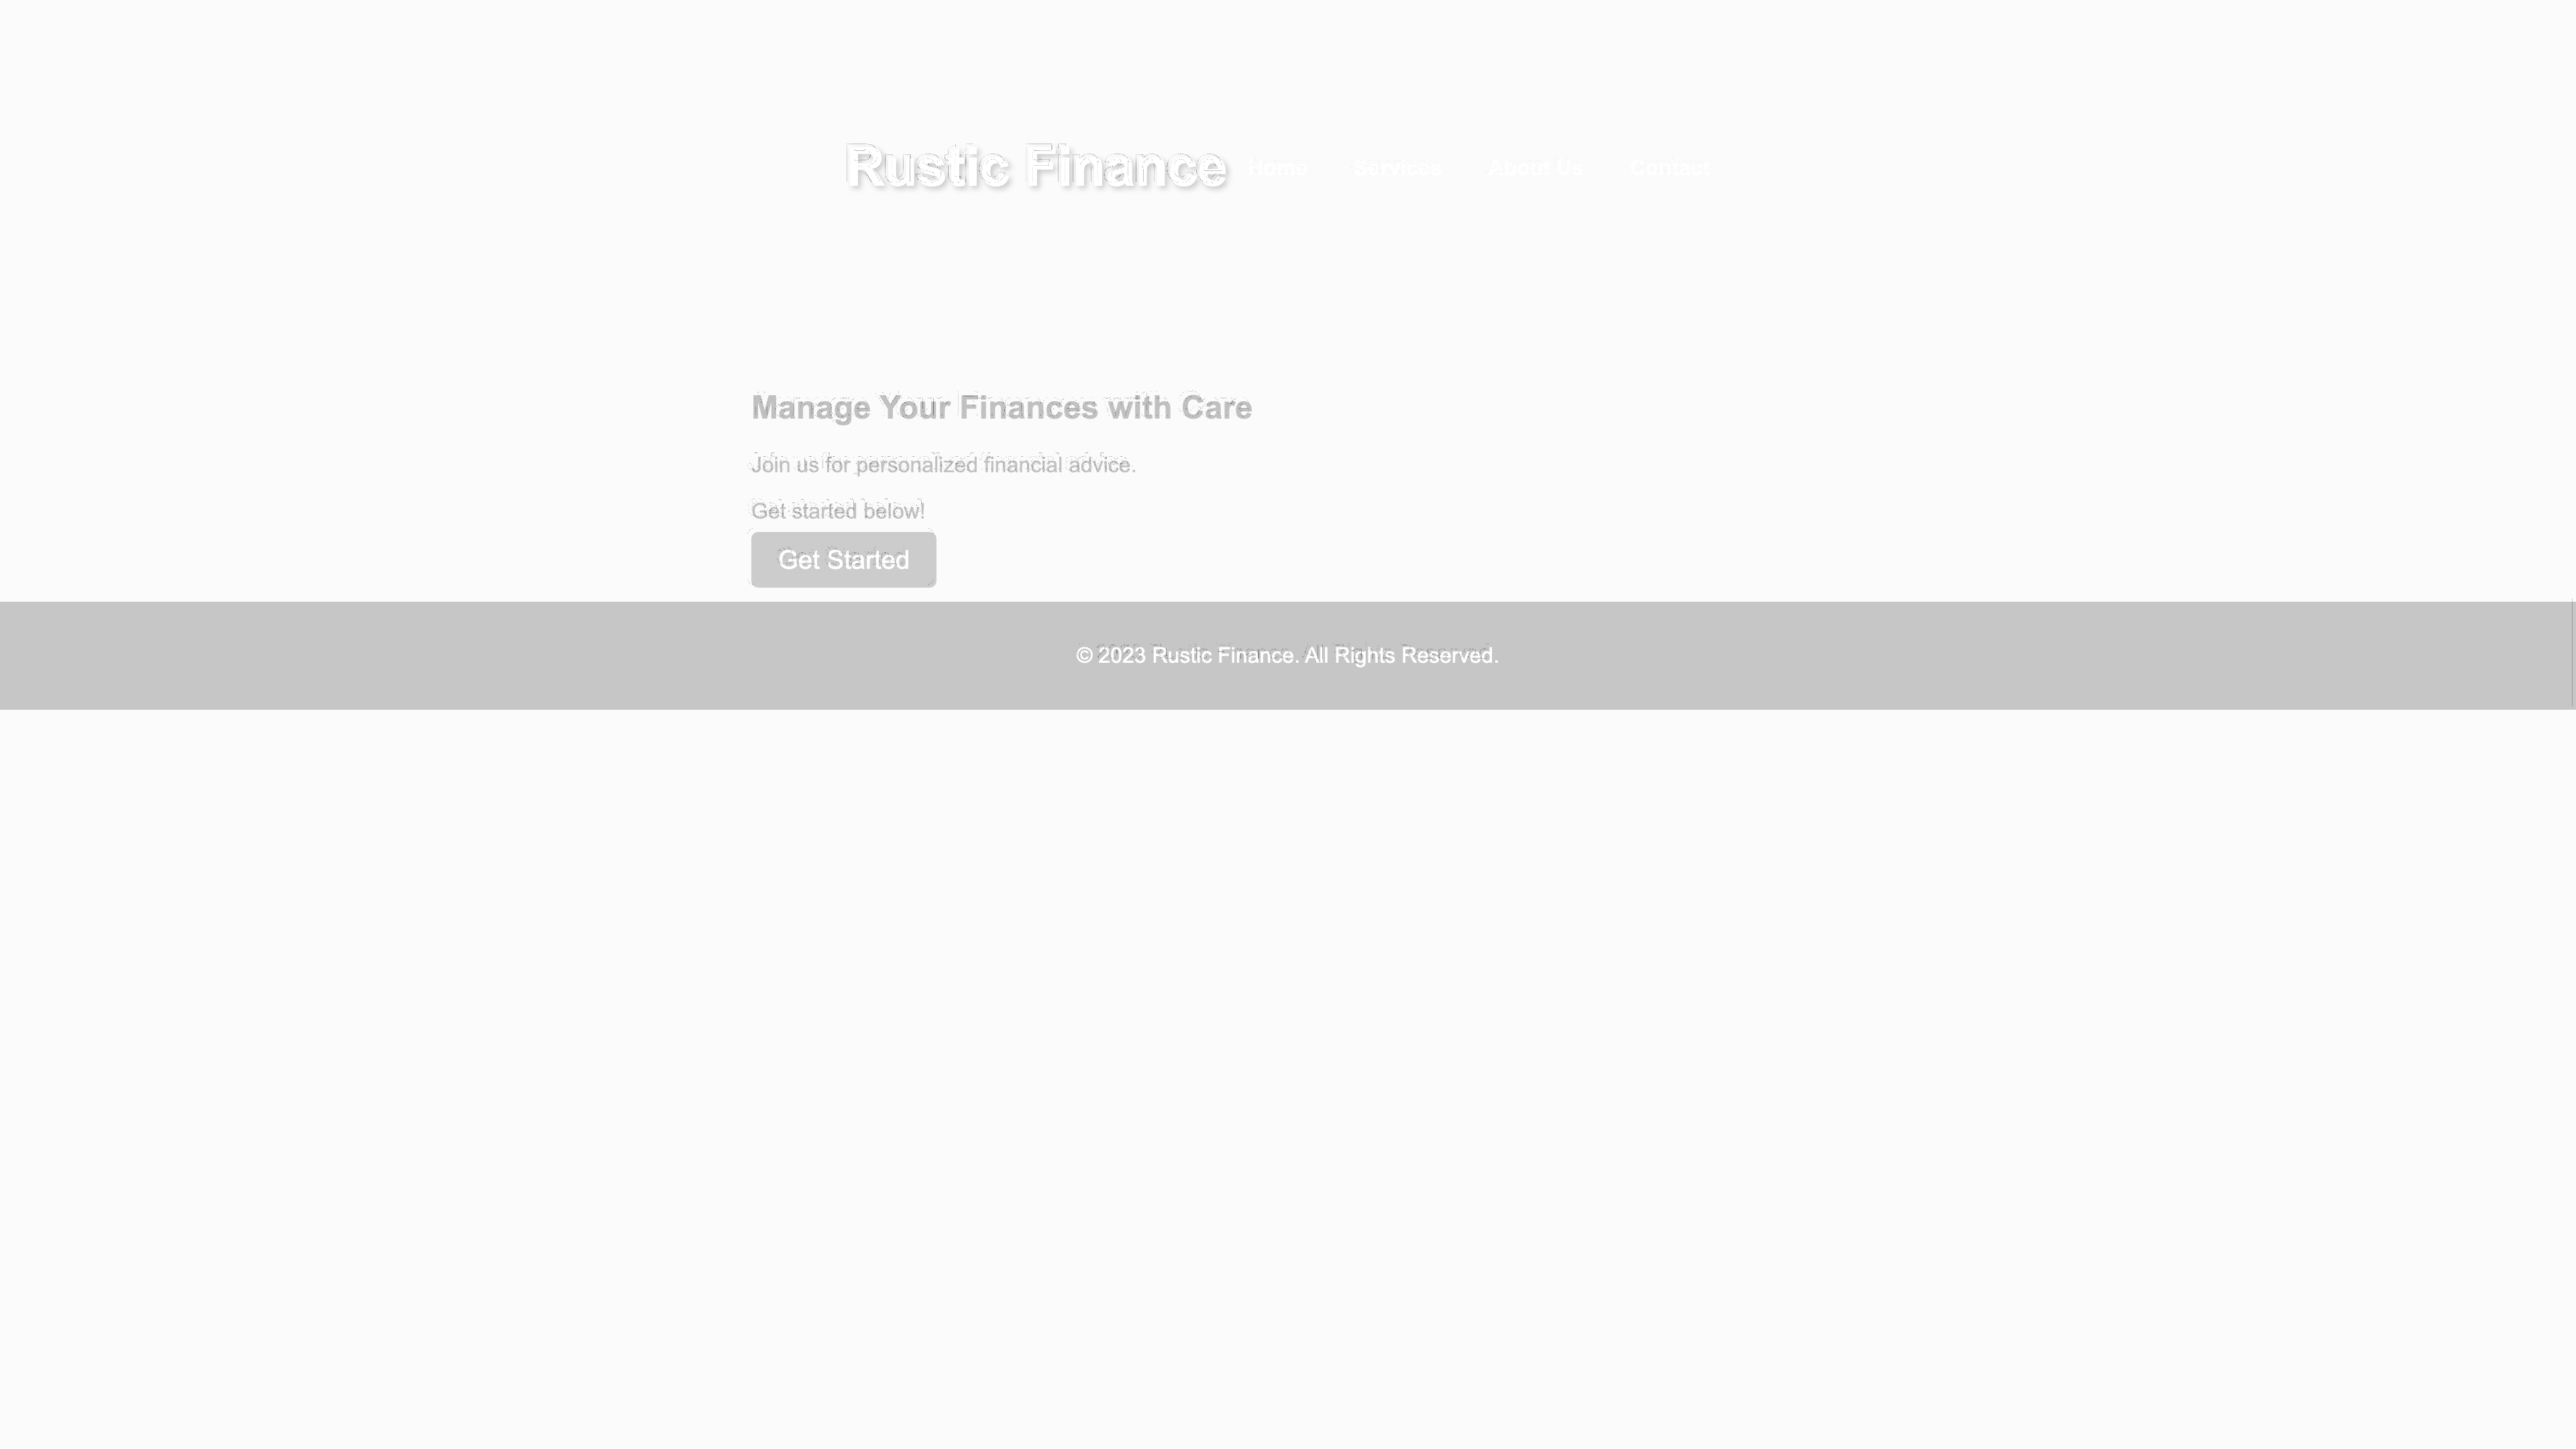 Rustic Finance
Home Services About Us Contact
Manage Your Finances with Care
Join us for personalized financial advice.
Get started below!
Get Started
© 2023 Rustic Finance. All Rights Reserved.